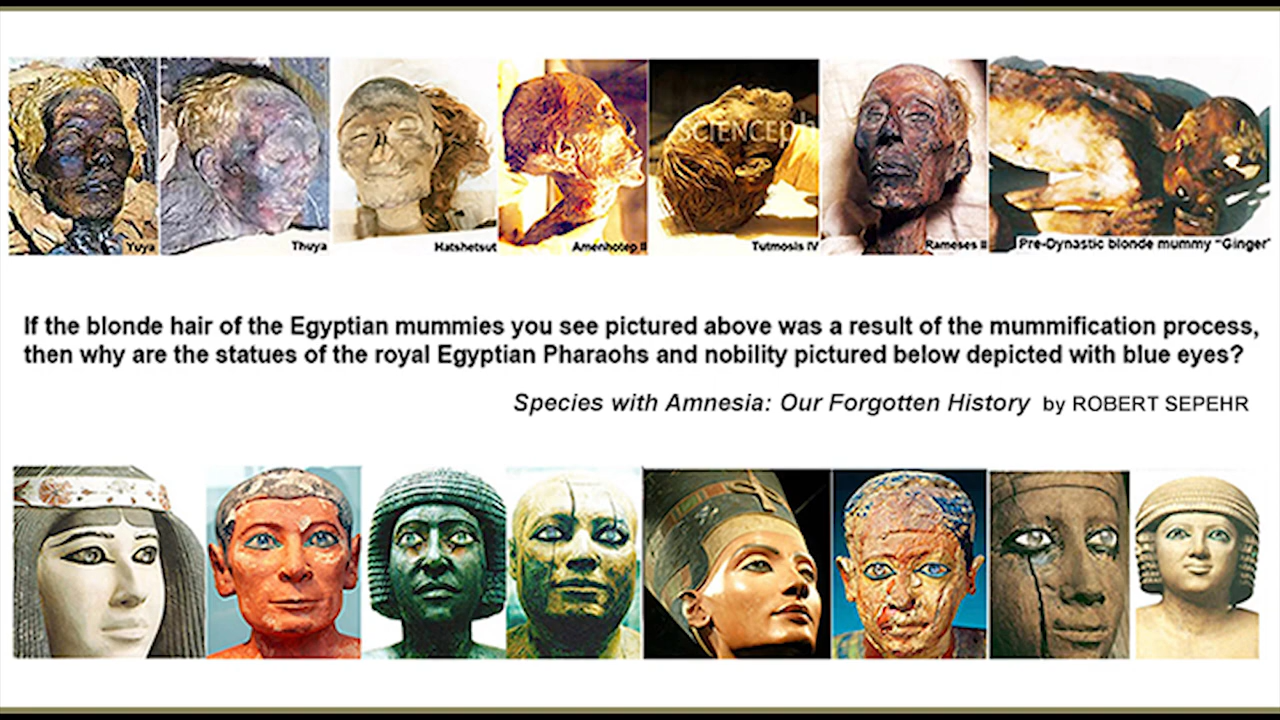 SCIENCEph
Yuya
Thuya
Hatshetsut
Amenhotep II
Tutmosis IV
Rameses II
Pre-Dynastic blonde mummy "Ginger'
If the blonde hair of the Egyptian mummies you see pictured above was a result of the mummification process,
then why are the statues of the royal Egyptian Pharaohs and nobility pictured below depicted with blue eyes?
Species with Amnesia: Our Forgotten History by ROBERT SEPEHR